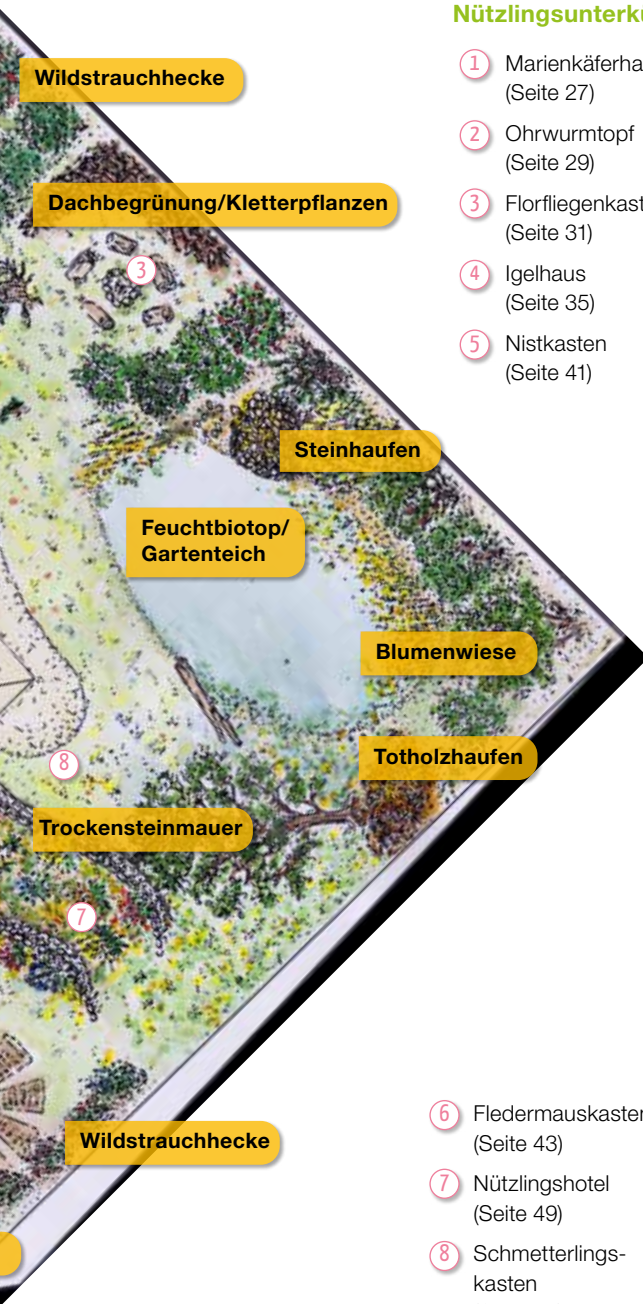 Wildstrauchhecke
Dachbegrünung/Kletterpflanzen
3
Steinhaufen
Feuchtbiotop/
Gartenteich
Blumenwiese
Totholzhaufen
8
Trockensteinmauer
7
Wildstrauchhecke
Nützlingsunterku
1 Marienkäferha
(Seite 27)
2 Ohrwurmtopf
(Seite 29)
3 Florfliegenkast
(Seite 31)
4 Igelhaus
(Seite 35)
5 Nistkasten
(Seite 41)
6 Fledermauskasten
(Seite 43)
7 Nützlingshotel
(Seite 49)
8 Schmetterlings-
kasten